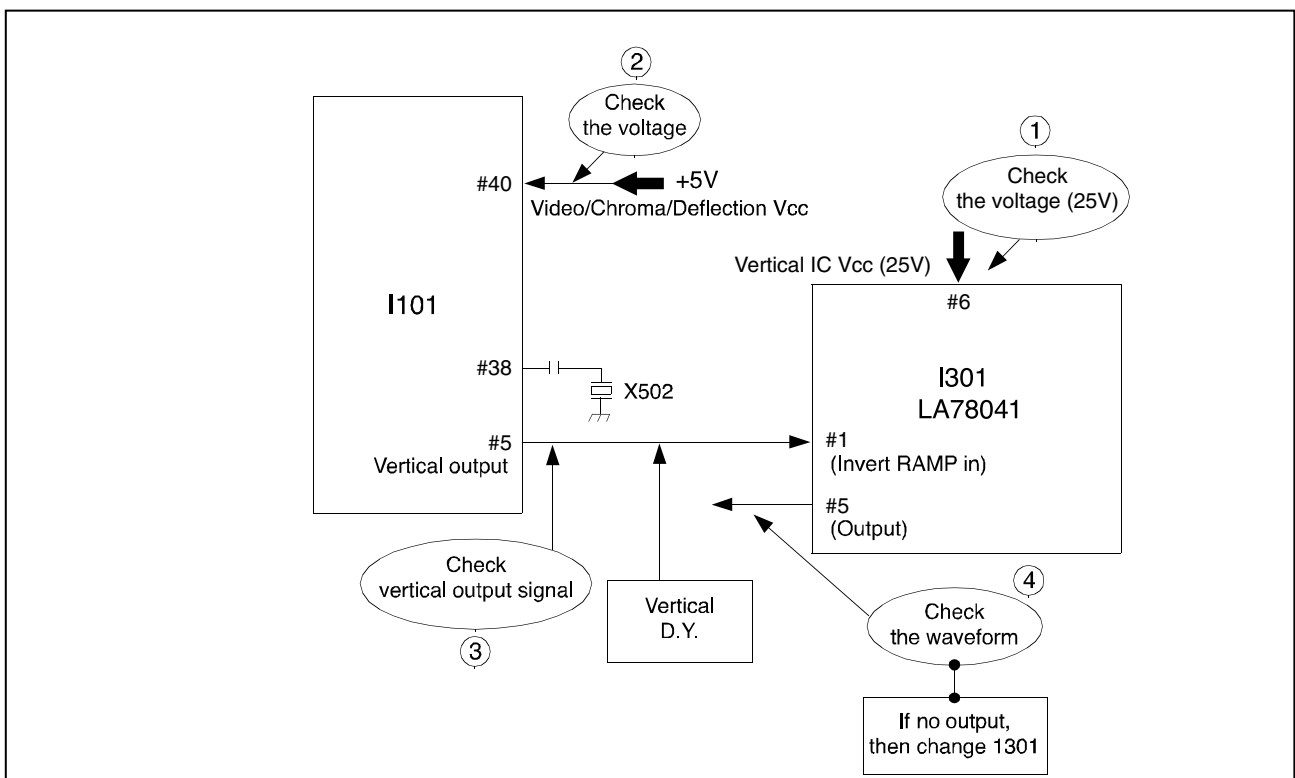 2
Check
the voltage
1
#40
+5V
Video/Chroma/Deflection Vcc
Check
the voltage (25V)
Vertical IC Vcc (25V)
#6
I101
I301
LA78041
#38
X502
#5
Vertical output
#1
(Invert RAMP in)
#5
(Output)
Check
vertical output signal
3
Vertical
D.Y.
4
Check
the waveform
If no output,
then change 1301